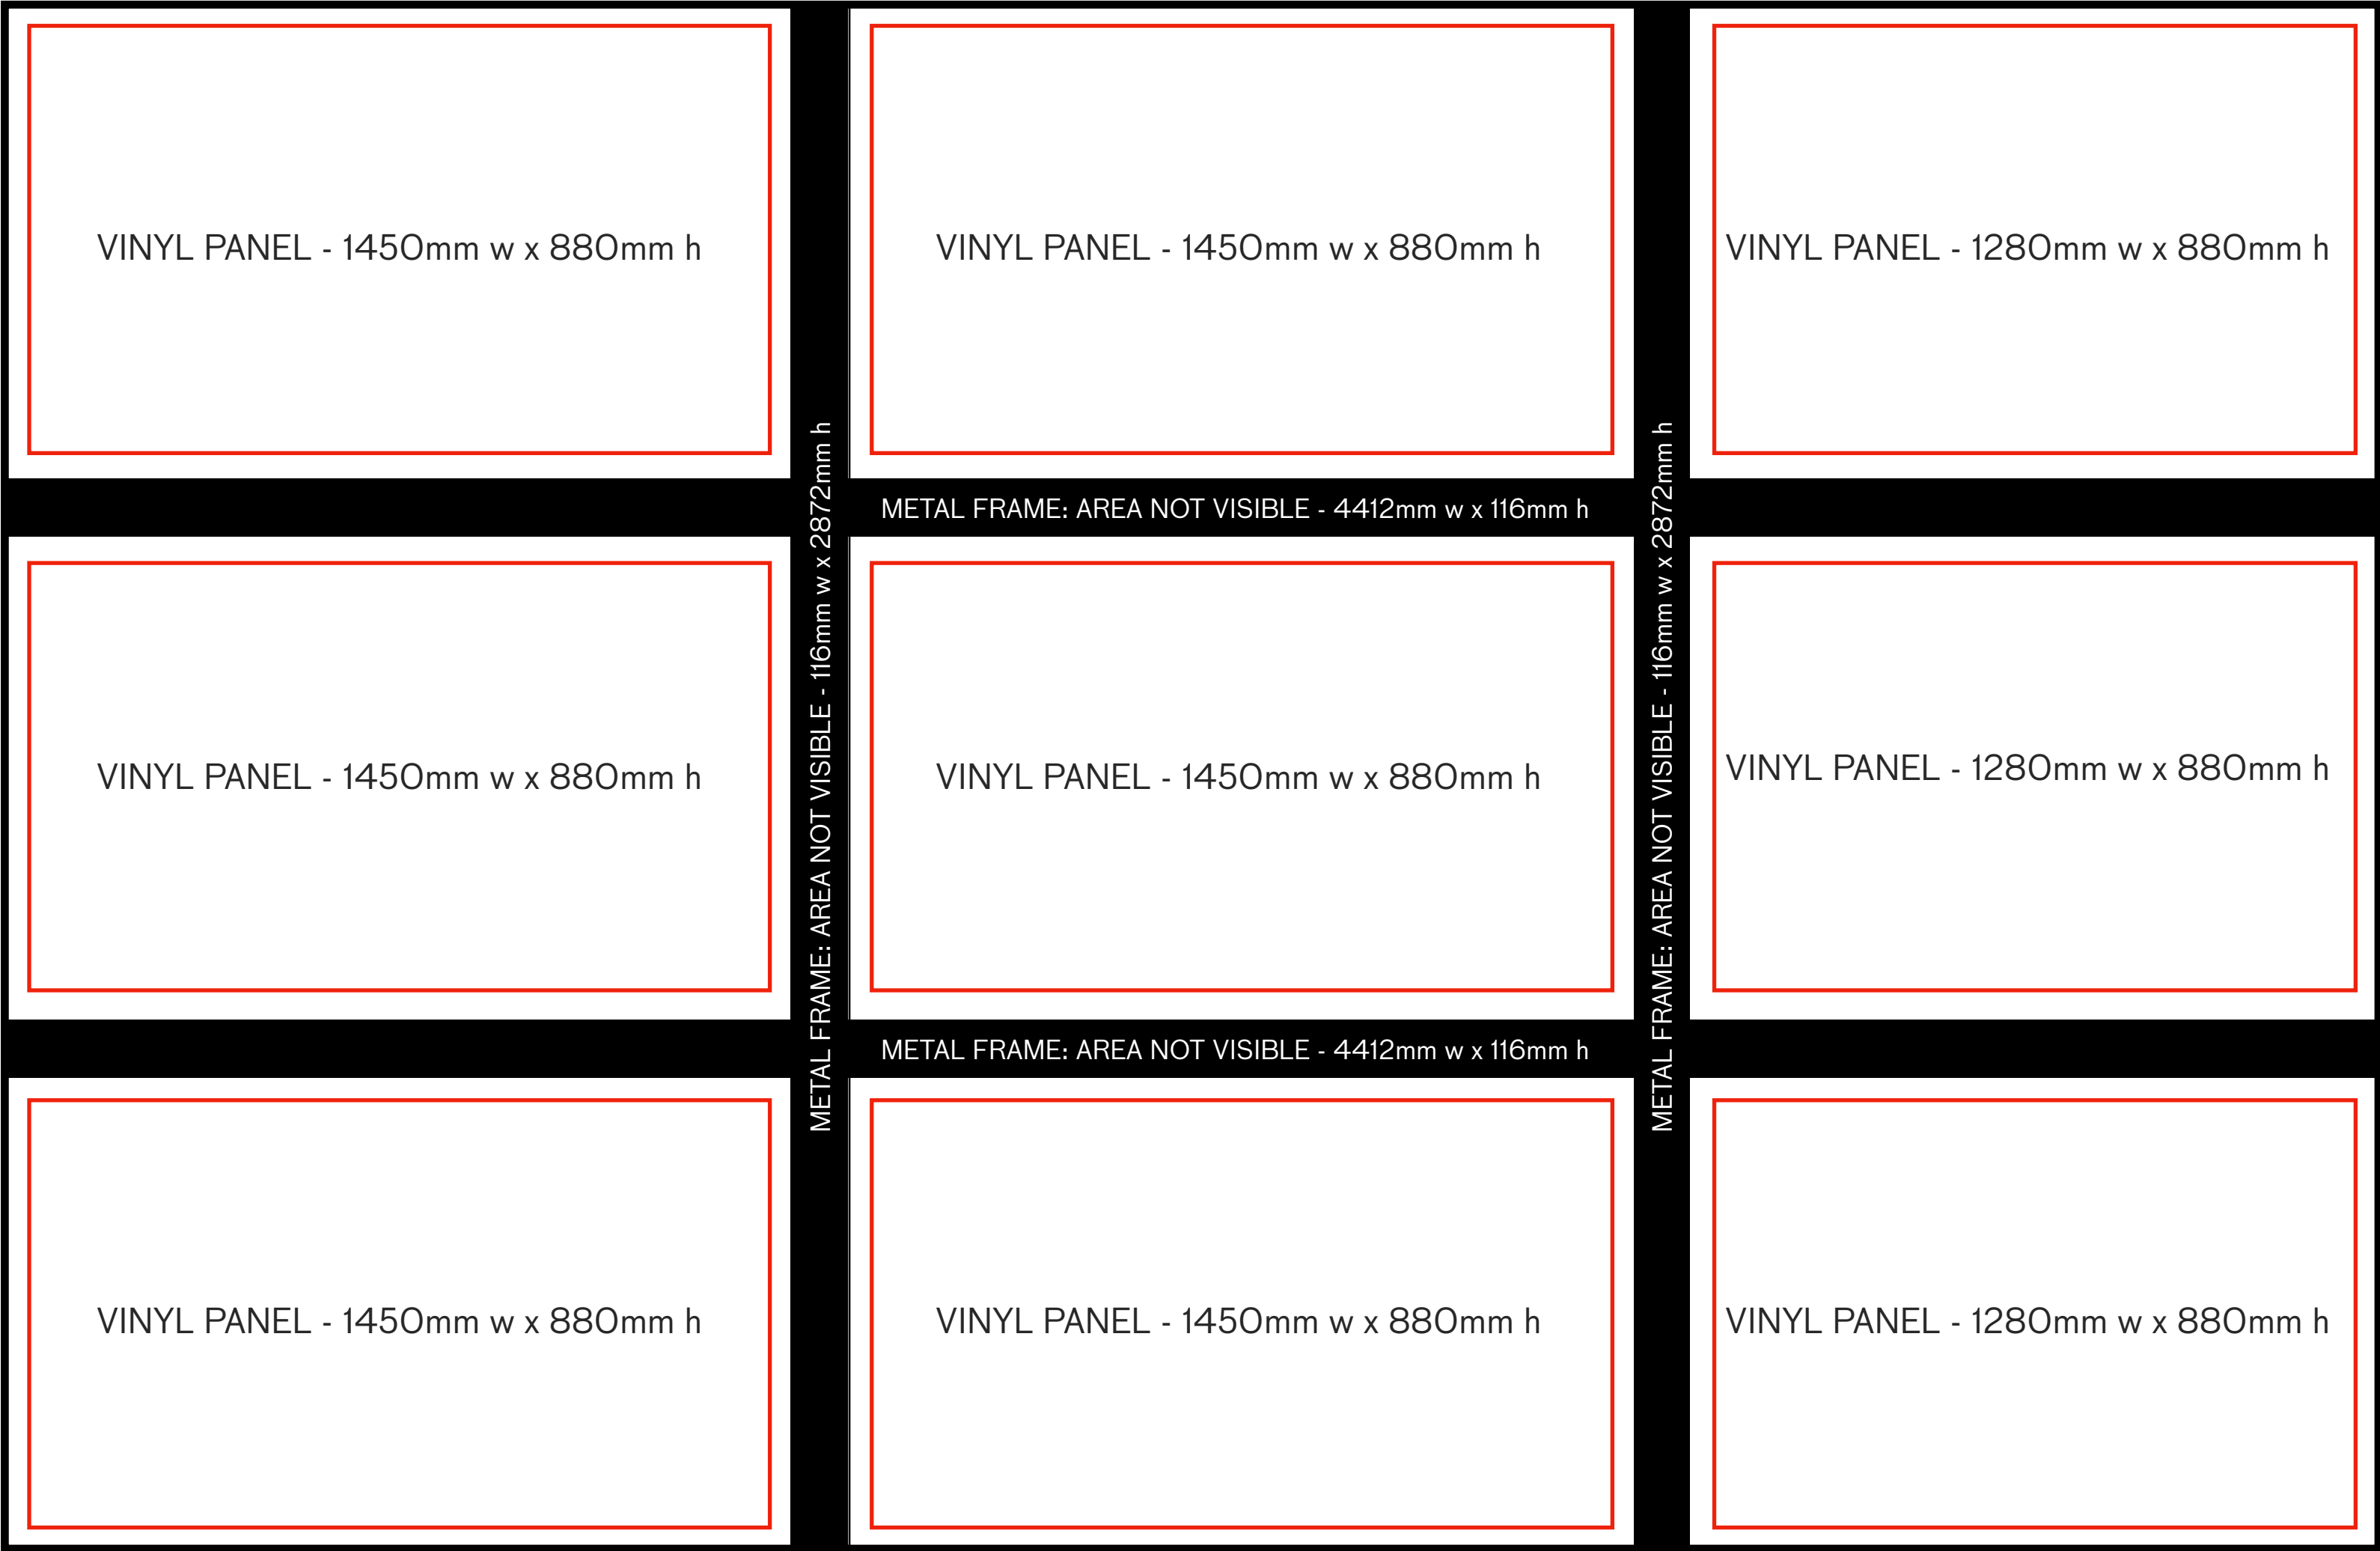 VINYL PANEL - 1450mm w x 880mm h
VINYL PANEL - 1450mm w x 880mm h
VINYL PANEL - 1280mm w x 880mm h
METAL FRAME: AREA NOT VISIBLE - 4412mm w x 116mm h
METAL FRAME: AREA NOT VISIBLE - 116mm w x 2872mm h
METAL FRAME: AREA NOT VISIBLE - 116mm w x 2872mm h
VINYL PANEL - 1450mm w x 880mm h
VINYL PANEL - 1450mm w x 880mm h
VINYL PANEL - 1280mm w x 880mm h
METAL FRAME: AREA NOT VISIBLE - 4412mm w x 116mm h
VINYL PANEL - 1450mm w x 880mm h
VINYL PANEL - 1450mm w x 880mm h
VINYL PANEL - 1280mm w x 880mm h